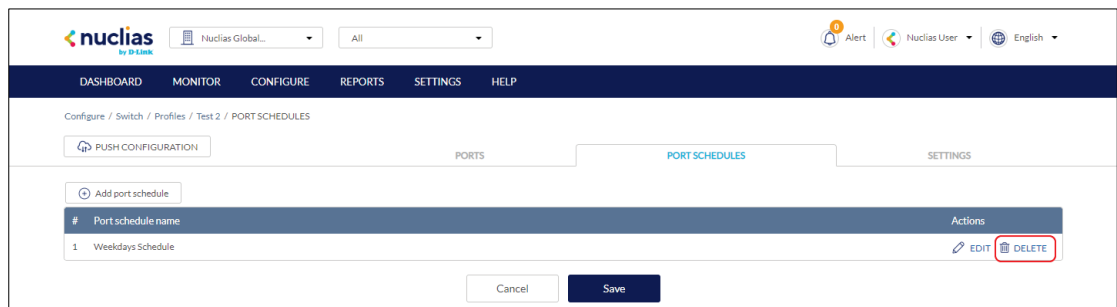 nuclias Nuclias Global... All 0 Alert Nuclias User English
by D-Link
DASHBOARD MONITOR CONFIGURE REPORTS SETTINGS HELP
Configure / Switch / Profiles / Test 2 / PORT SCHEDULES
PUSH CONFIGURATION PORTS PORT SCHEDULES SETTINGS
Add port schedule
# Port schedule name Actions
1 Weekdays Schedule EDIT DELETE
Cancel Save